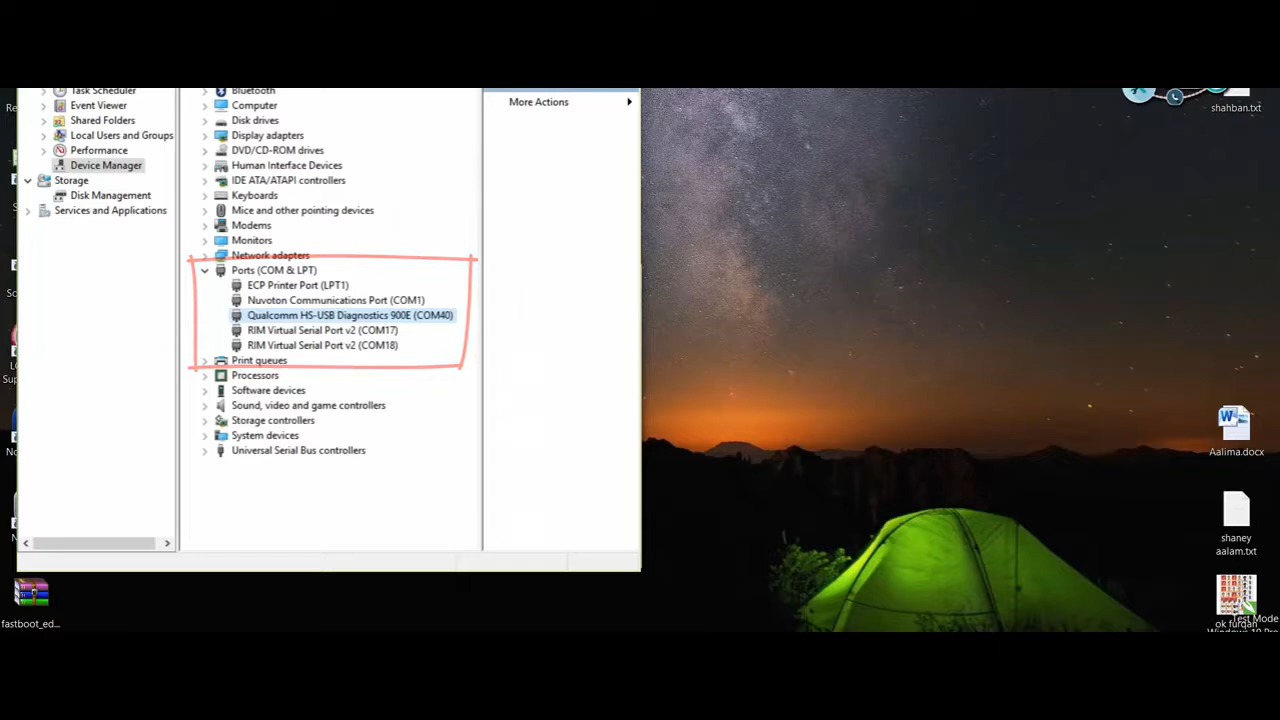 Task Scheduler
Event Viewer
Shared Folders
Local Users and Groups
Performance
Device Manager
Storage
Disk Management
Services and Applications
Bluetooth
Computer
Disk drives
Display adapters
DVD/CD-ROM drives
Human Interface Devices
IDE ATA/ATAPI controllers
Keyboards
Mice and other pointing devices
Modems
Monitors
Network adapters
Ports (COM & LPT)
ECP Printer Port (LPT1)
Nuvoton Communications Port (COM1)
Qualcomm HS-USB Diagnostics 900E (COM40)
RIM Virtual Serial Port v2 (COM17)
RIM Virtual Serial Port v2 (COM18)
Print queues
Processors
Software devices
Sound, video and game controllers
Storage controllers
System devices
Universal Serial Bus controllers
More Actions
fastboot_ed...
shahban.txt
Aalima.docx
shaney
aalam.txt
ok furqan
Test Mode
Windows 10 Pro